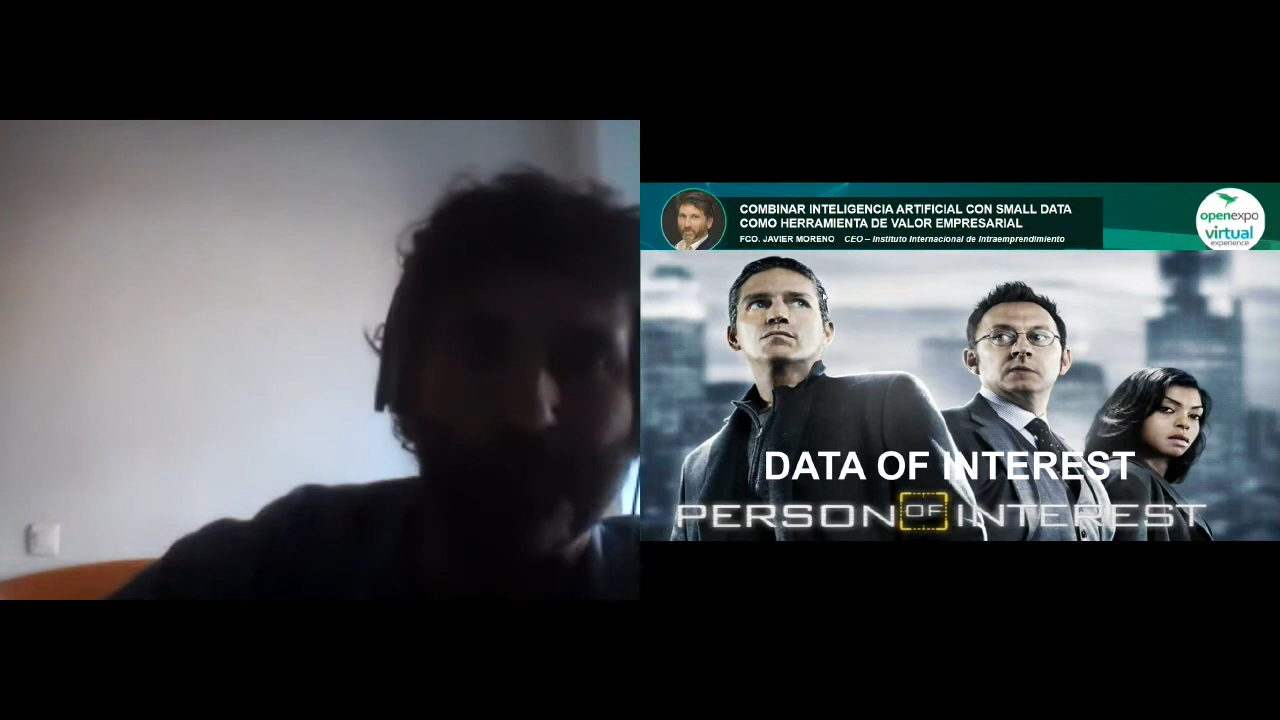 COMBINAR INTELIGENCIA ARTIFICIAL CON SMALL DATA
COMO HERRAMIENTA DE VALOR EMPRESARIAL
FCO. JAVIER MORENO CEO – Instituto Internacional de Intraemprendimiento
openexpo
virtual
experience
DATA OF INTEREST
PERSON OF INTEREST